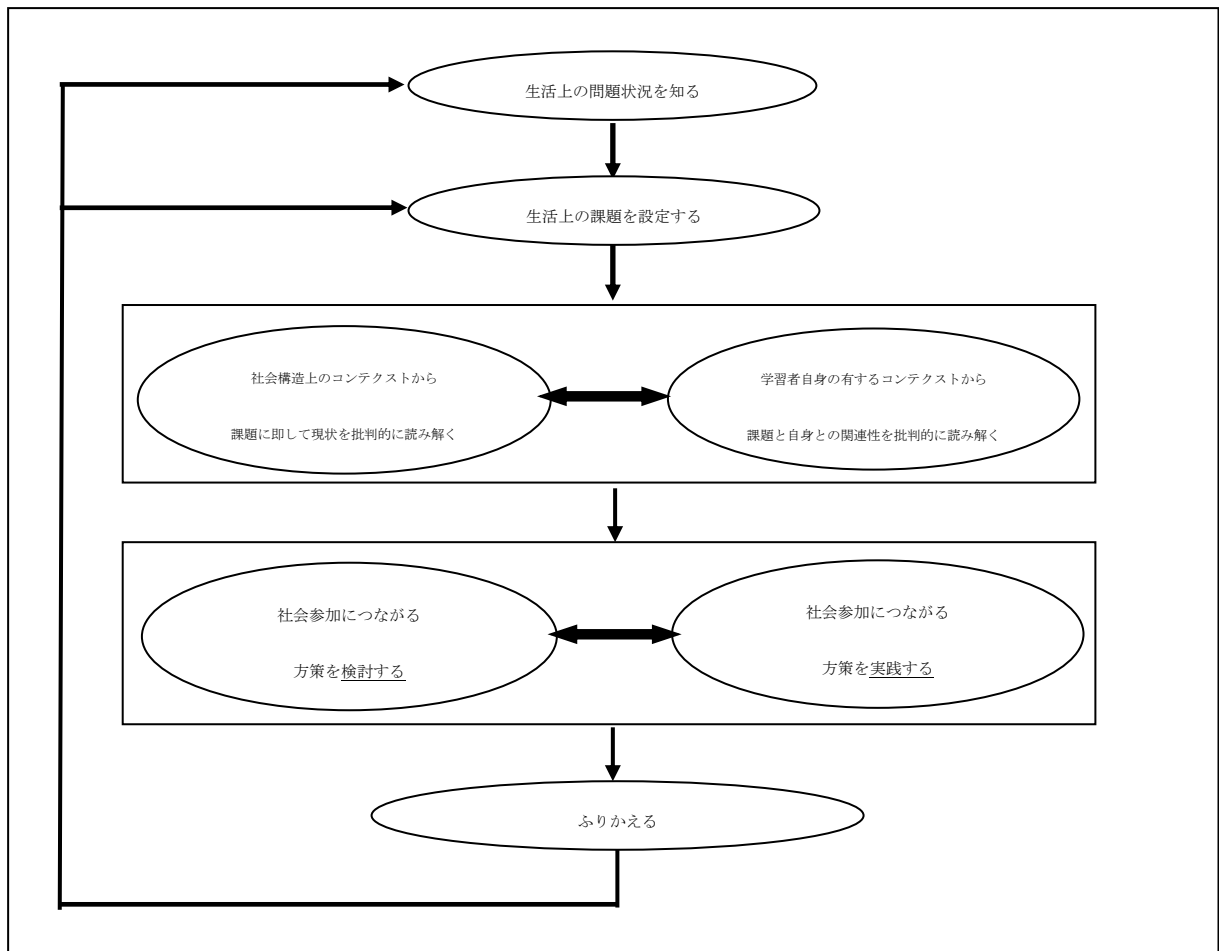 生活上の問題状況を知る
生活上の課題を設定する
社会構造上のコンテクストから
課題に即して現状を批判的に読み解く
学習者自身の有するコンテクストから
課題と自身との関連性を批判的に読み解く
社会参加につながる
方策を検討する
社会参加につながる
方策を実践する
ふりかえる